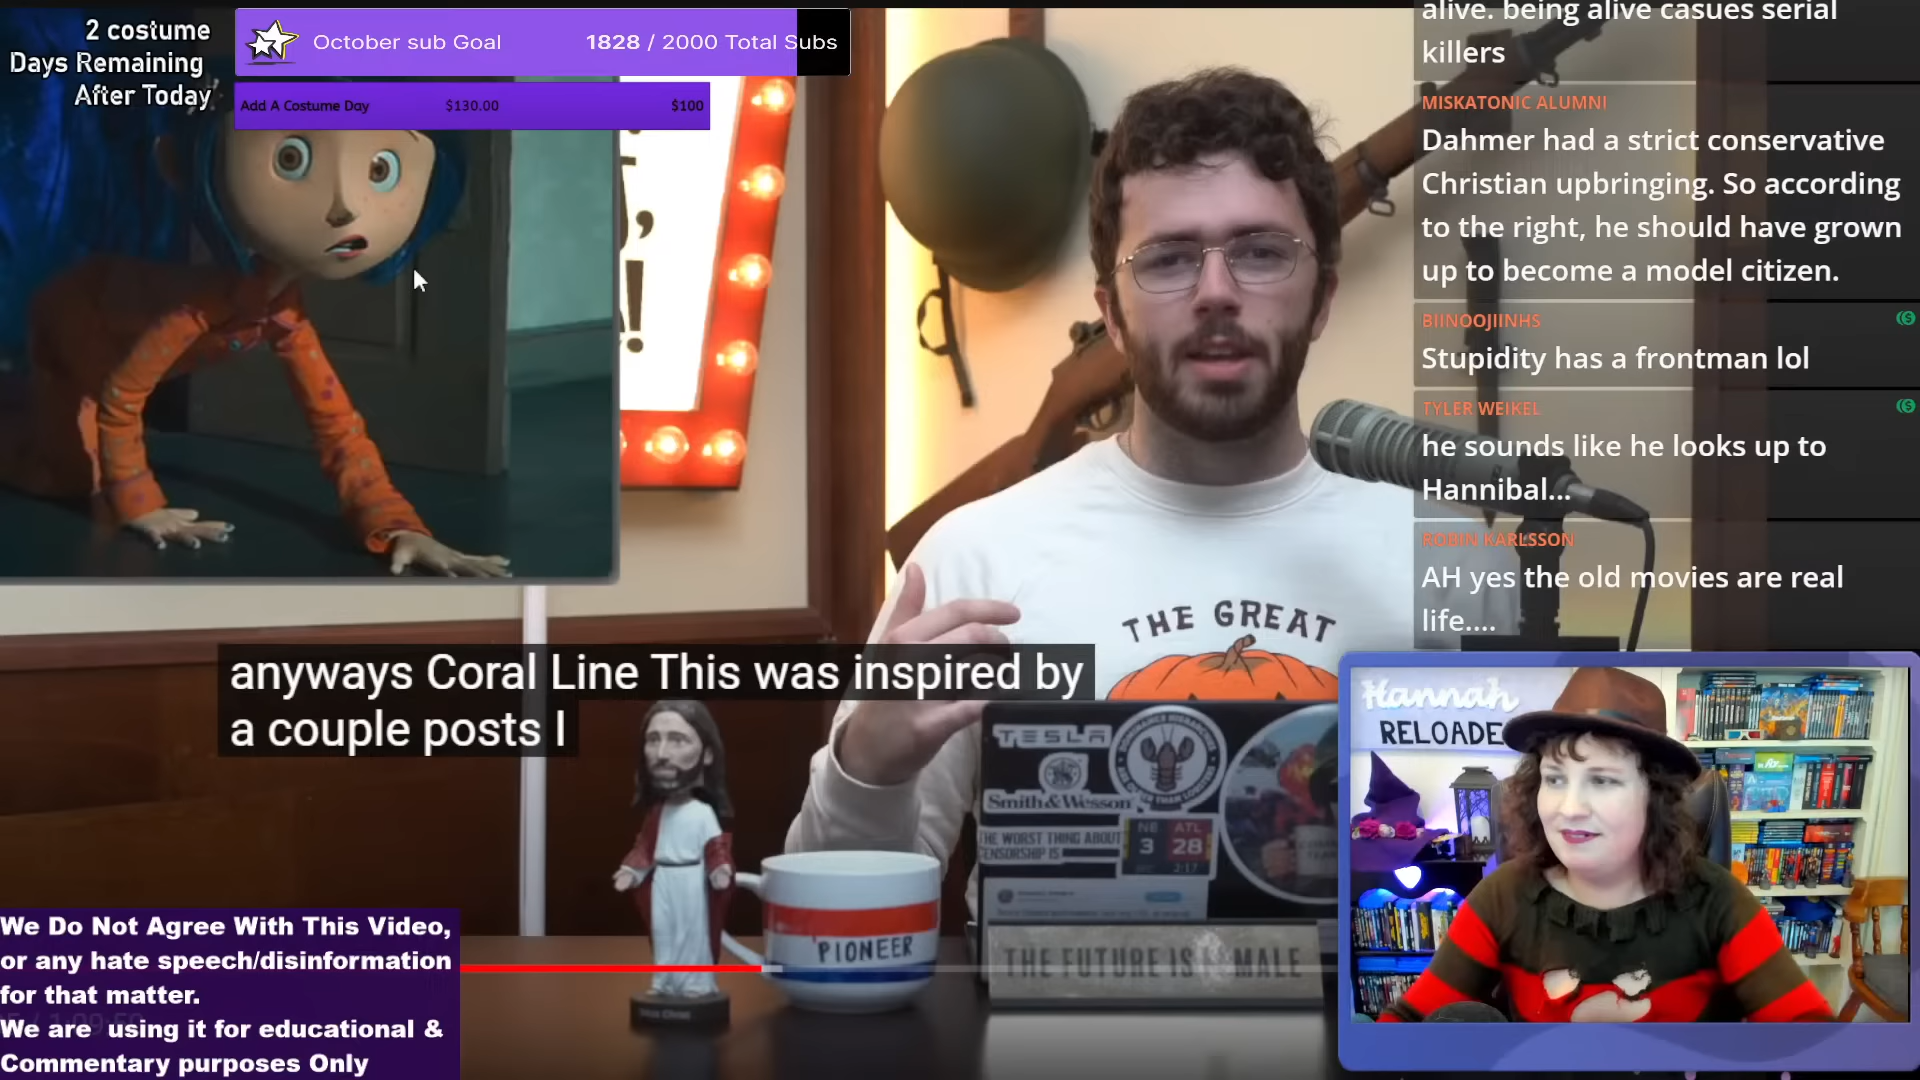 2 costume
Days Remaining
After Today
October sub Goal
1828 / 2000 Total Subs
Add A Costume Day
$130.00
$100
alive. being alive casues serial
killers
MISKATONIC ALUMNI
Dahmer had a strict conservative
Christian upbringing. So according
to the right, he should have grown
up to become a model citizen.
BIINOOJIINHS
Stupidity has a frontman lol
TYLER WEIKEL
he sounds like he looks up to
Hannibal...
ROBIN KARLSSON
AH yes the old movies are real
life....
THE GREAT
anyways Coral Line This was inspired by
a couple posts I
TESLA
Smith&Wesson
THE WORST THING ABOUT
CENSORSHIP IS
NE ATL
3 28
2:17
PIONEER
THE FUTURE IS MALE
Hannah
RELOADE
We Do Not Agree With This Video,
or any hate speech/disinformation
for that matter.
We are using it for educational &
Commentary purposes Only